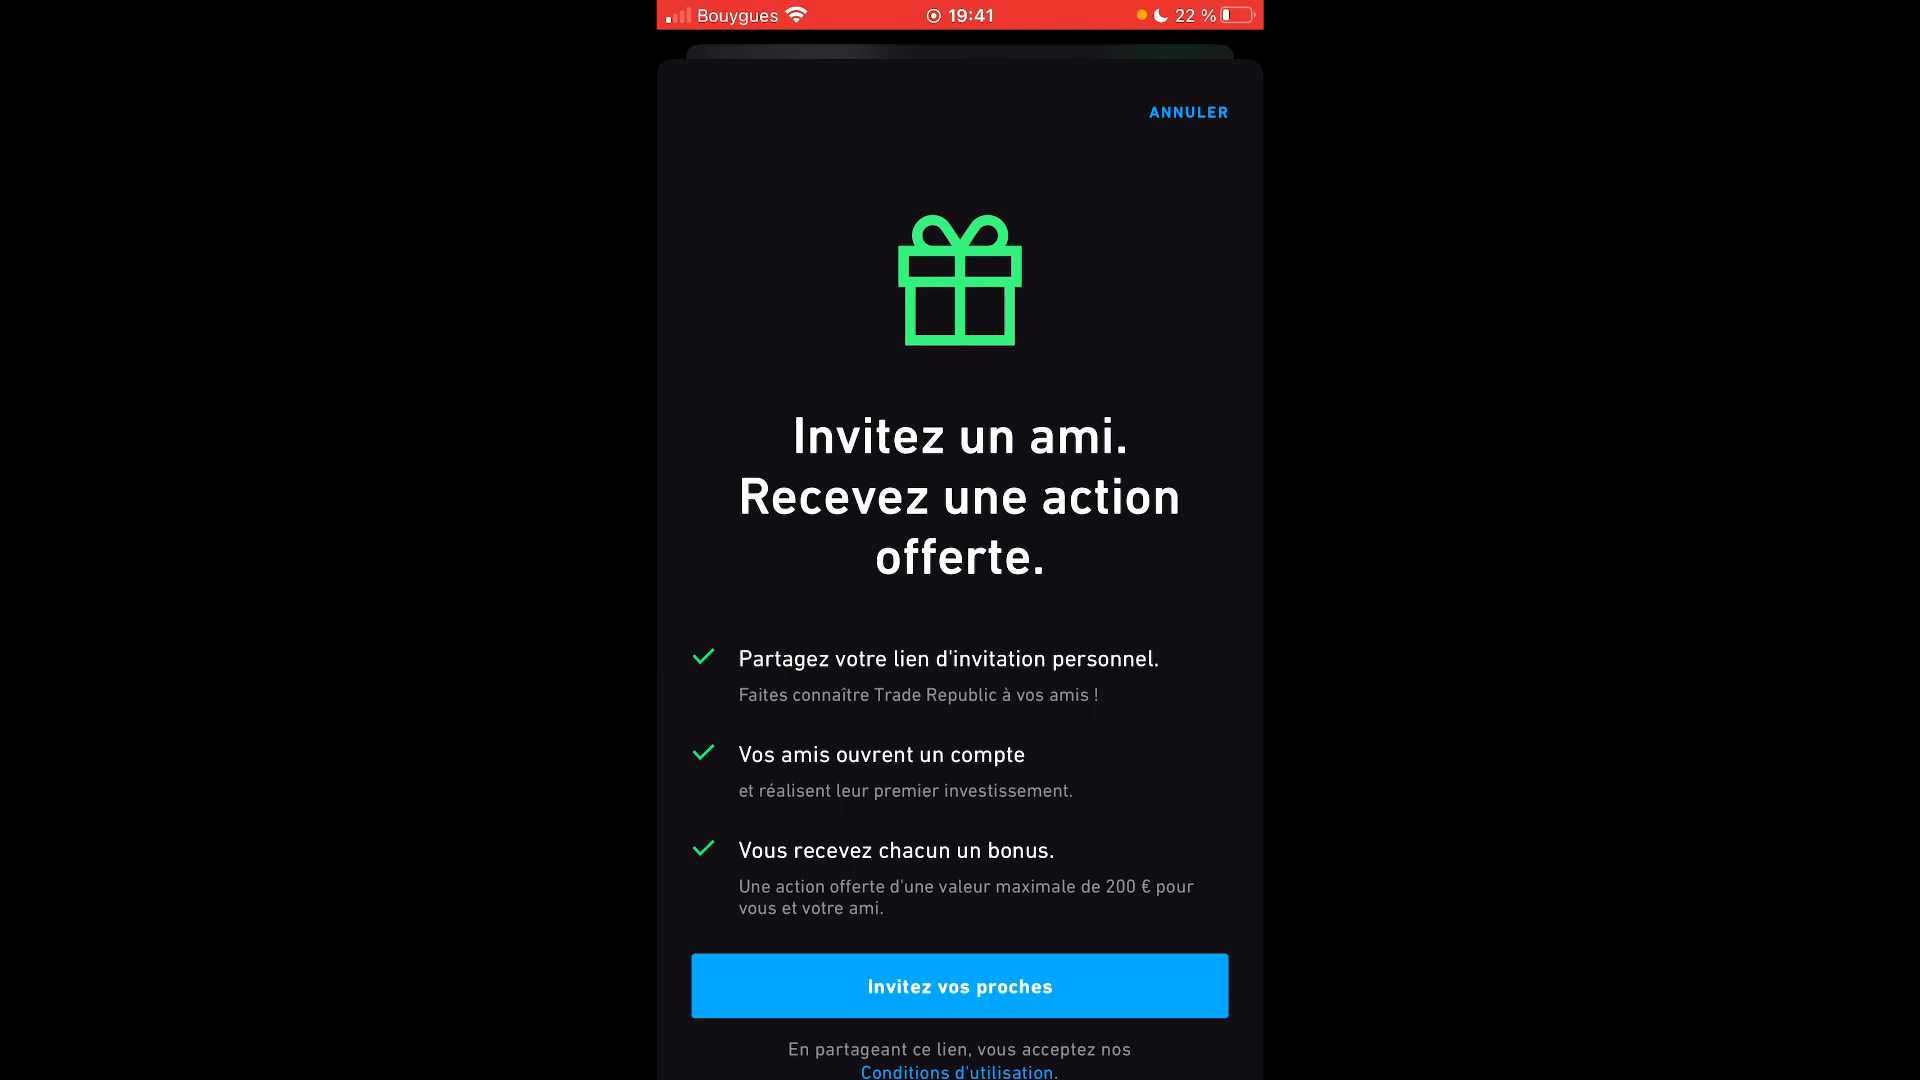 Bouygues 19:41 22 %
ANNULER
Invitez un ami.
Recevez une action
offerte.
Partagez votre lien d'invitation personnel.
Faites connaître Trade Republic à vos amis !
Vos amis ouvrent un compte
et réalisent leur premier investissement.
Vous recevez chacun un bonus.
Une action offerte d'une valeur maximale de 200 € pour
vous et votre ami.
Invitez vos proches
En partageant ce lien, vous acceptez nos
Conditions d'utilisation.